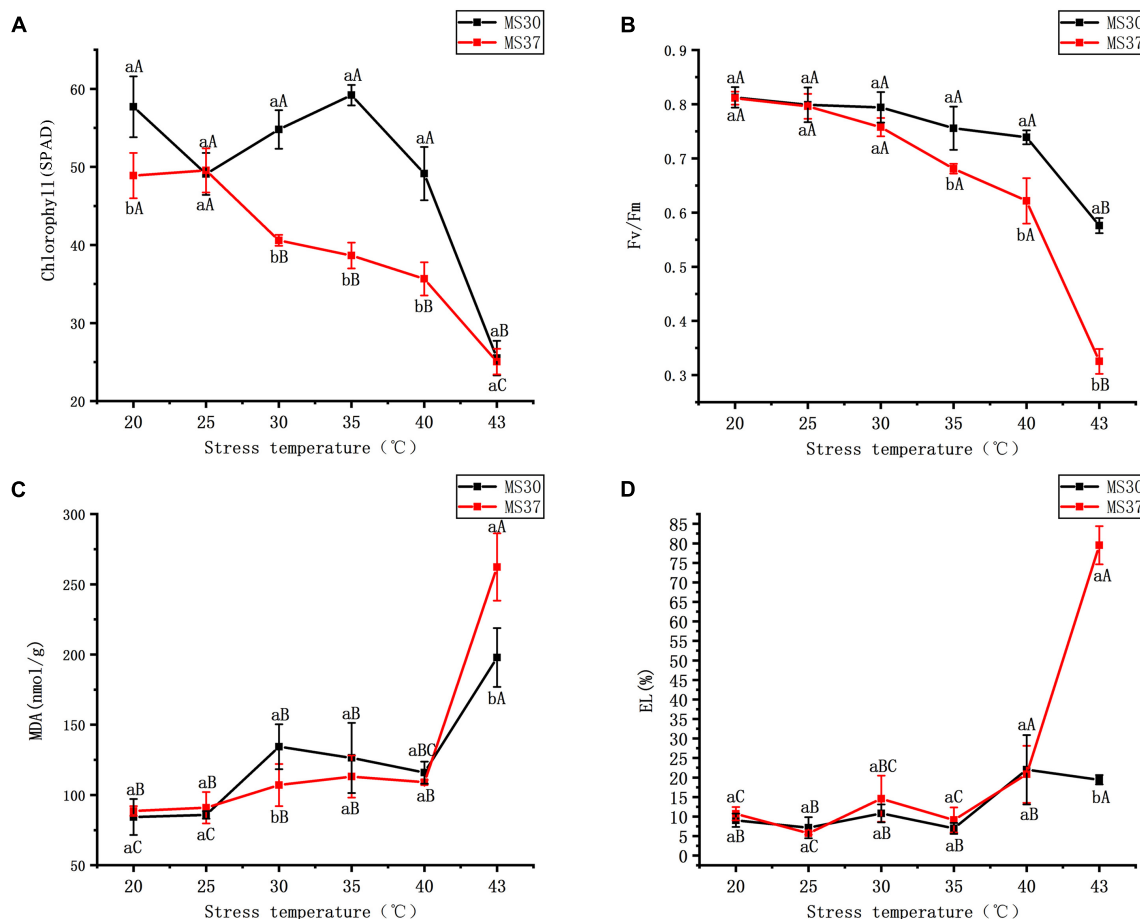 A
MS30
MS37
Chlorophyll(SPAD)
60
50
40
30
20
aA
aA
aA
aA
aA
aB
bA
aA
bB
bB
bB
aC
20
25
30
35
40
43
Stress temperature（℃）
B
MS30
MS37
Fv/Fm
0.9
0.8
0.7
0.6
0.5
0.4
0.3
aA
aA
aA
aA
aA
aB
aA
aA
aA
bA
bA
bB
20
25
30
35
40
43
Stress temperature（℃）
C
MS30
MS37
MDA(nmol/g)
300
250
200
150
100
50
aB
aB
aB
aB
aBC
aA
aC
aC
bB
aB
aB
bA
20
25
30
35
40
43
Stress temperature（℃）
D
MS30
MS37
EL(%)
85
80
75
70
65
60
55
50
45
40
35
30
25
20
15
10
5
0
aC
aB
aBC
aC
aA
aA
aB
aC
aB
aB
aB
bA
20
25
30
35
40
43
Stress temperature（℃）